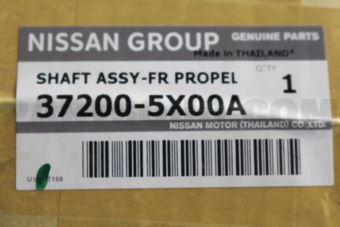 NISSAN GROUP GENUINE PARTS
Made in THAILAND*
SHAFT ASSY-FR PROPEL Q'TY 1
37200-5X00A
NISSAN MOTOR (THAILAND) CO.,LTD.